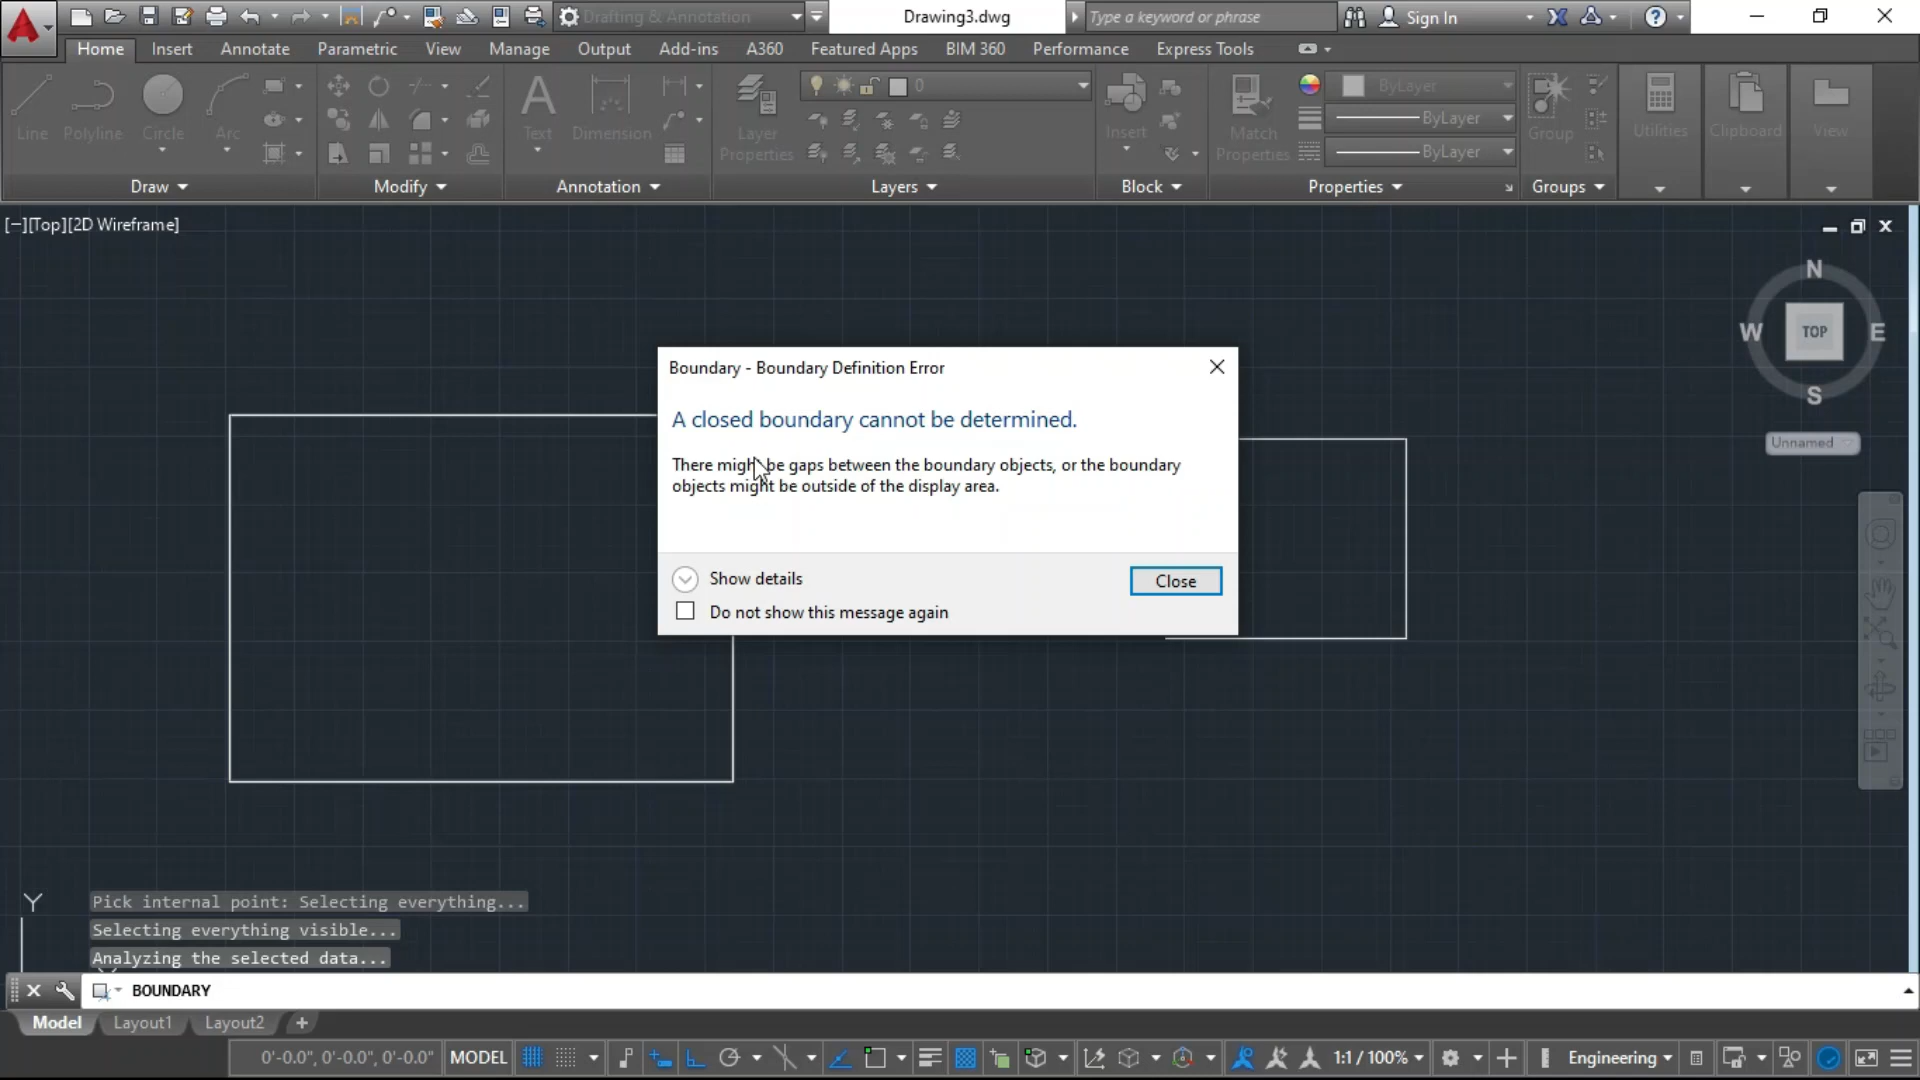 Drafting & Annotation
Drawing3.dwg
Type a keyword or phrase
Sign In
Home
Insert
Annotate
Parametric
View
Manage
Output
Add-ins
A360
Featured Apps
BIM 360
Performance
Express Tools
Line
Polyline
Circle
Arc
Text
Dimension
Layer
Properties
0
Insert
Match
Properties
ByLayer
ByLayer
ByLayer
Group
Utilities
Clipboard
View
Draw
Modify
Annotation
Layers
Block
Properties
Groups
[−][Top][2D Wireframe]
N
W
TOP
E
S
Unnamed
Boundary - Boundary Definition Error
A closed boundary cannot be determined.
There might be gaps between the boundary objects, or the boundary
objects might be outside of the display area.
Show details
Close
Do not show this message again
Y
Pick internal point: Selecting everything...
Selecting everything visible...
Analyzing the selected data...
BOUNDARY
Model
Layout1
Layout2
0'-0.0", 0'-0.0", 0'-0.0"
MODEL
1:1 / 100%
Engineering